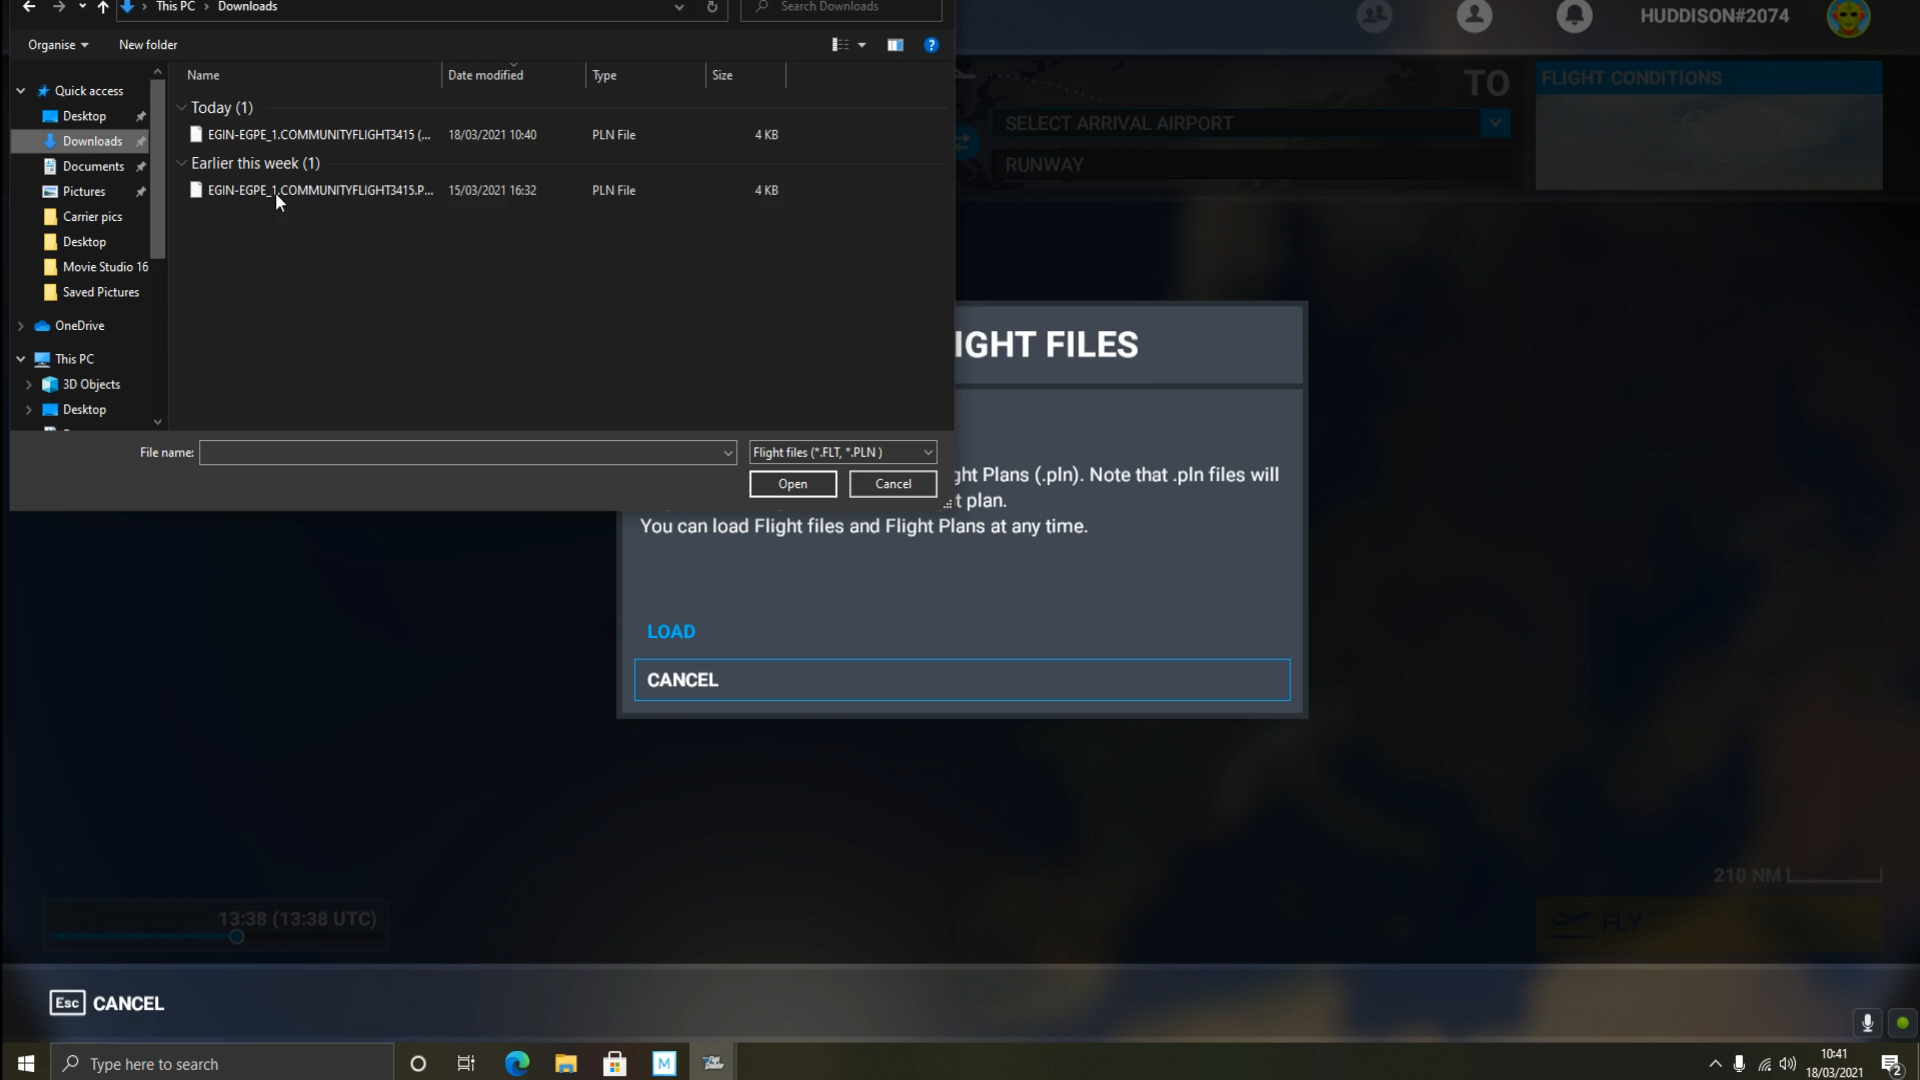 This PC > Downloads
Search Downloads
HUDDISON#2074
Organise
New folder
Name
Date modified
Type
Size
Quick access
Desktop
Downloads
Documents
Pictures
Carrier pics
Desktop
Movie Studio 16
Saved Pictures
OneDrive
This PC
3D Objects
Desktop
Today (1)
EGIN-EGPE_1.COMMUNITYFLIGHT3415 (... 18/03/2021 10:40 PLN File 4 KB
Earlier this week (1)
EGIN-EGPE_1.COMMUNITYFLIGHT3415.P... 15/03/2021 16:32 PLN File 4 KB
File name:
Flight files (*.FLT, *.PLN )
Open
Cancel
TO
SELECT ARRIVAL AIRPORT
RUNWAY
FLIGHT CONDITIONS
IGHT FILES
ght Plans (.pln). Note that .pln files will
t plan.
You can load Flight files and Flight Plans at any time.
LOAD
CANCEL
210 NM
13:38 (13:38 UTC)
FLY
Esc CANCEL
Type here to search
M
10:41
18/03/2021
2